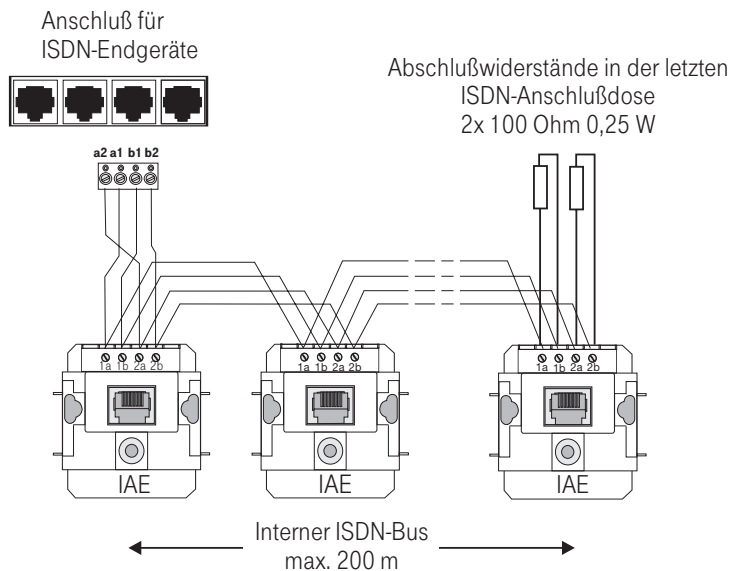 Anschluß für
ISDN-Endgeräte
Abschlußwiderstände in der letzten
ISDN-Anschlußdose
2x 100 Ohm 0,25 W
a2 a1 b1 b2
1a 1b 2a 2b
1a 1b 2a 2b
1a 1b 2a 2b
IAE
IAE
IAE
Interner ISDN-Bus
max. 200 m